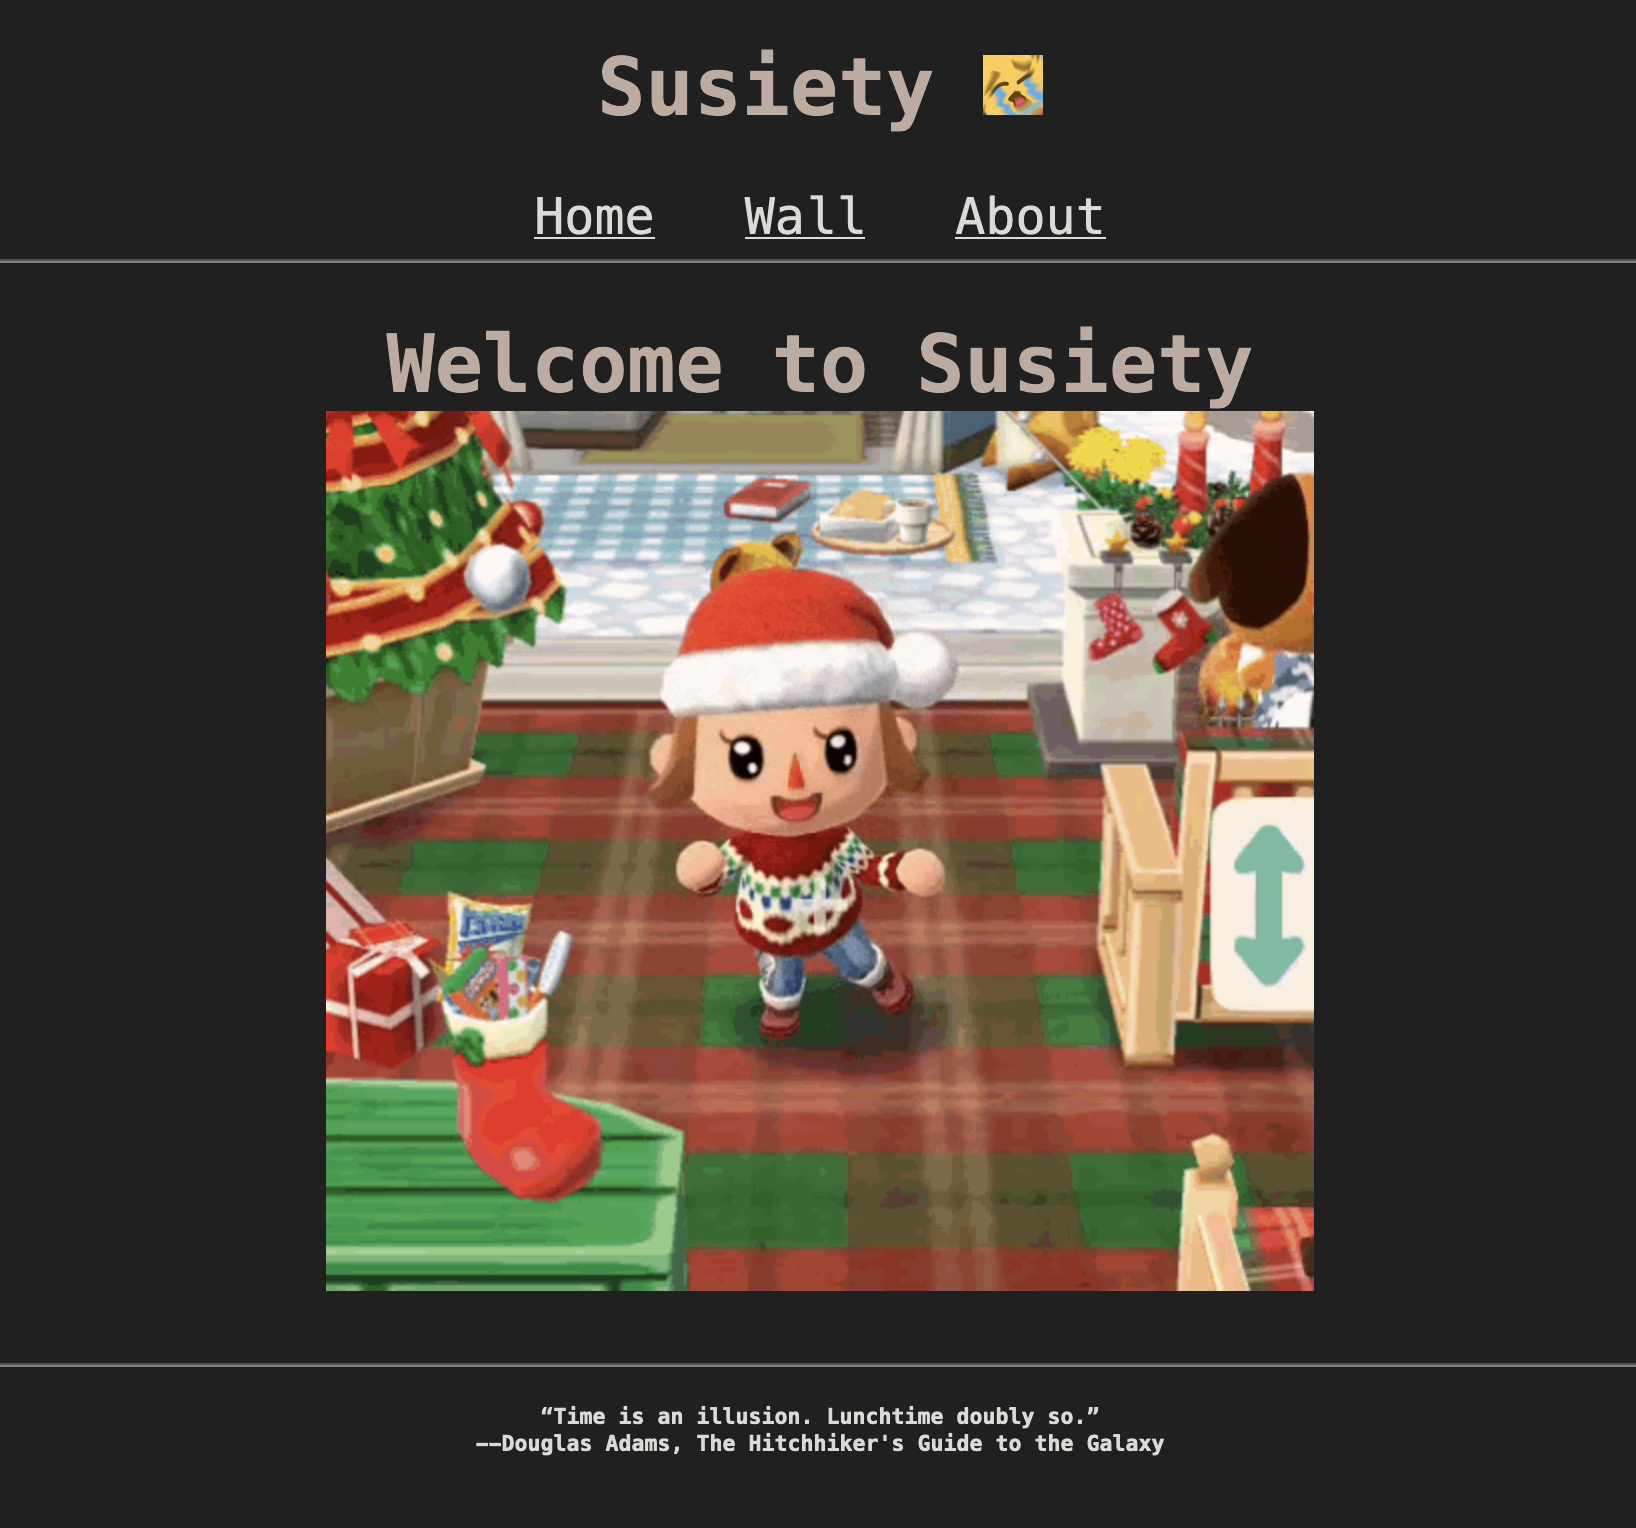 Susiety
Home Wall About
Welcome to Susiety
“Time is an illusion. Lunchtime doubly so.”
––Douglas Adams, The Hitchhiker's Guide to the Galaxy